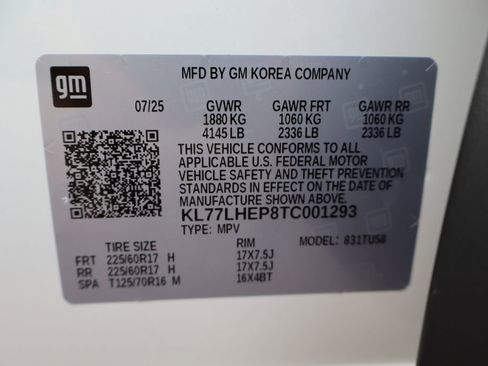 gm
MFD BY GM KOREA COMPANY
07/25 GVWR GAWR FRT GAWR RR
1880 KG 1060 KG 1060 KG
4145 LB 2336 LB 2336 LB
THIS VEHICLE CONFORMS TO ALL
APPLICABLE U.S. FEDERAL MOTOR
VEHICLE SAFETY AND THEFT PREVENTION
STANDARDS IN EFFECT ON THE DATE OF
MANUFACTURE SHOWN ABOVE.
KL77LHEP8TC001293
TYPE: MPV
TIRE SIZE RIM MODEL: 831TU58
FRT 225/60R17 H 17X7.5J
RR 225/60R17 H 17X7.5J
SPA T125/70R16 M 16X4BT